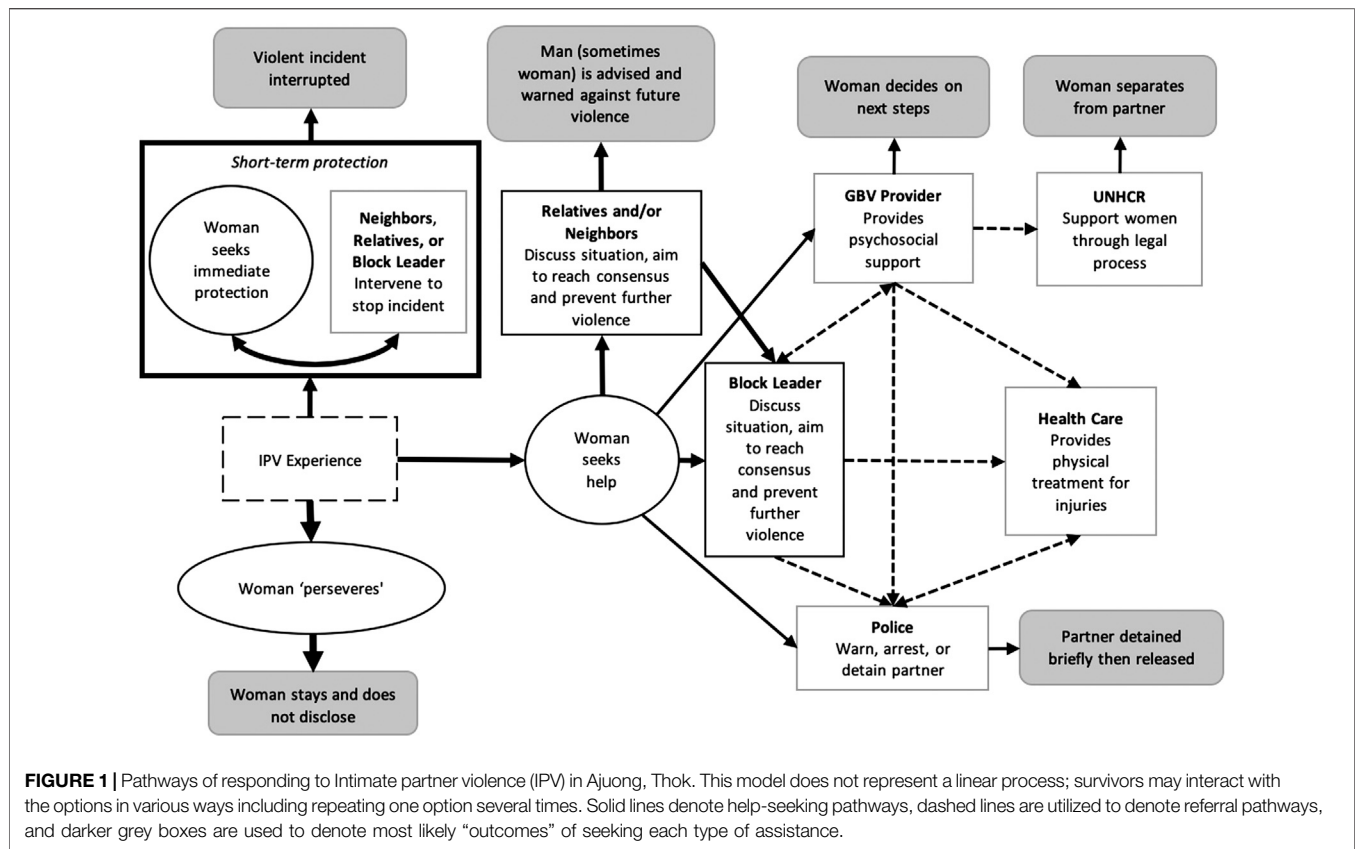 Violent incident
interrupted
Man (sometimes
woman) is advised and
warned against future
violence
Woman decides on
next steps
Woman separates
from partner
Short-term protection
Woman
seeks
immediate
protection
Neighbors,
Relatives, or
Block Leader
Intervene to
stop incident
Relatives and/or
Neighbors
Discuss situation, aim
to reach consensus
and prevent further
violence
GBV Provider
Provides
psychosocial
support
UNHCR
Support women
through legal
process
IPV Experience
Woman
seeks
help
Block Leader
Discuss
situation, aim
to reach
consensus
and prevent
further
violence
Health Care
Provides
physical
treatment for
injuries
Woman ‘perseveres'
Police
Warn, arrest, or
detain partner
Partner detained
briefly then released
Woman stays and does
not disclose
FIGURE 1 | Pathways of responding to Intimate partner violence (IPV) in Ajuong, Thok. This model does not represent a linear process; survivors may interact with
the options in various ways including repeating one option several times. Solid lines denote help-seeking pathways, dashed lines are utilized to denote referral pathways,
and darker grey boxes are used to denote most likely “outcomes” of seeking each type of assistance.